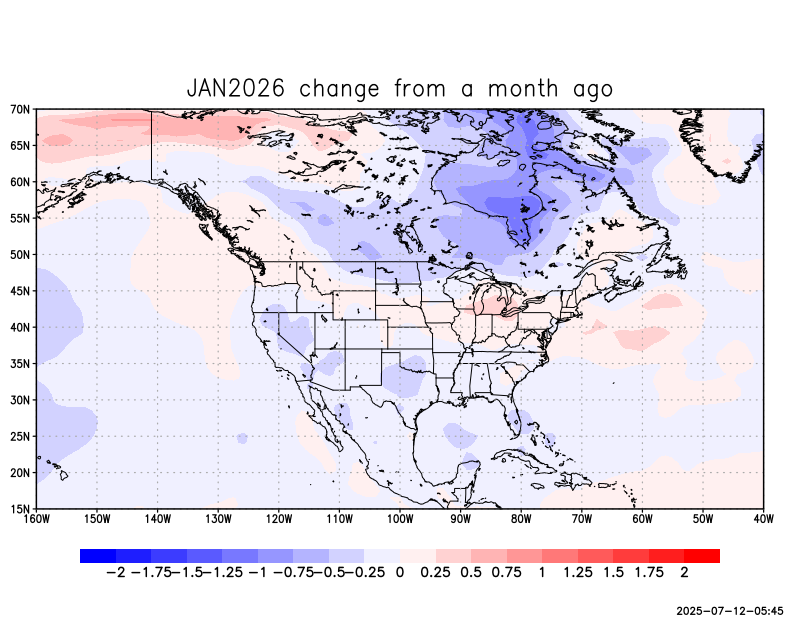 JAN2026 change from a month ago
70N
65N
60N
55N
50N
45N
40N
35N
30N
25N
20N
15N
160W 150W 140W 130W 120W 110W 100W 90W 80W 70W 60W 50W 40W
-2 -1.75 -1.5 -1.25 -1 -0.75 -0.5 -0.25 0 0.25 0.5 0.75 1 1.25 1.5 1.75 2
2025-07-12-05:45